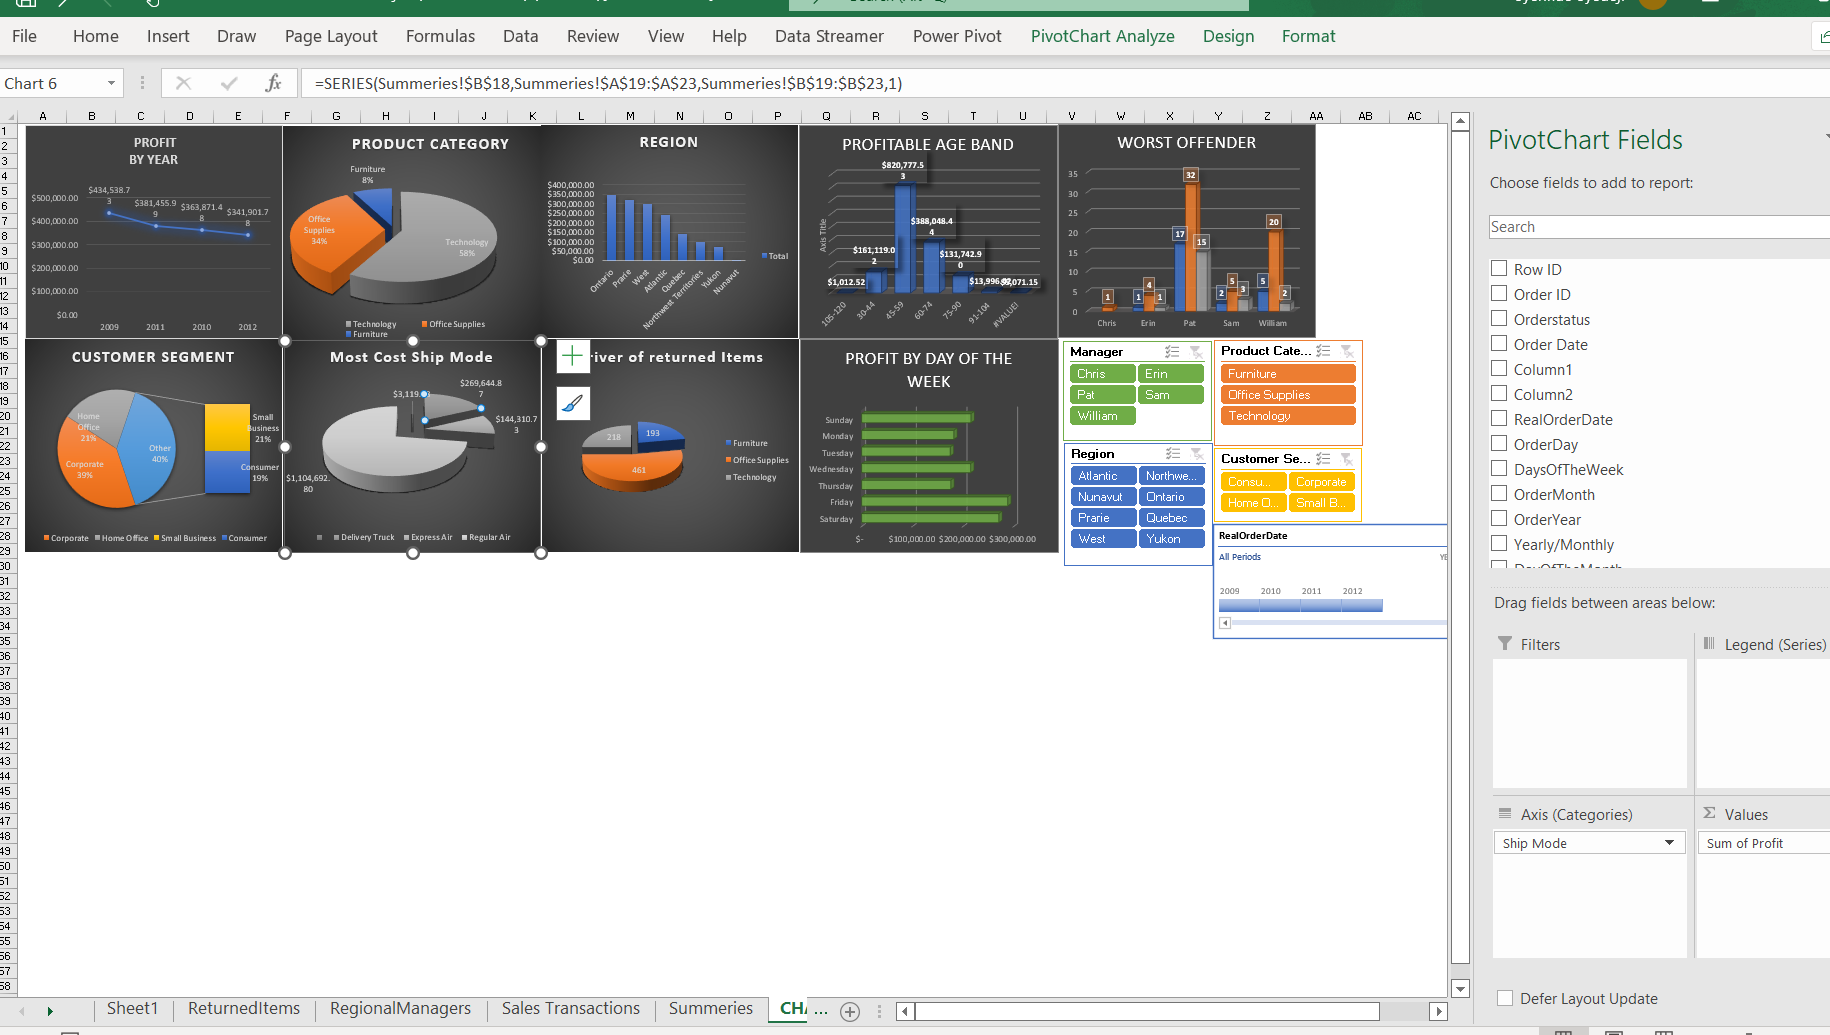 File Home Insert Draw Page Layout Formulas Data Review View Help Data Streamer Power Pivot PivotChart Analyze Design Format
Chart 6 fx =SERIES(Summeries!$B$18,Summeries!$A$19:$A$23,Summeries!$B$19:$B$23,1)
A B C D E F G H I J K L M N O P Q R S T U V W X Y Z AA AB AC
PROFIT
BY YEAR
$500,000.00
$400,000.00
$300,000.00
$200,000.00
$100,000.00
$0.00
$434,538.7
3
$381,455.9
9
$363,871.4
8
$341,901.7
8
2009 2011 2010 2012
PRODUCT CATEGORY
Furniture
8%
Office
Supplies
34%
Technology
58%
Technology Office Supplies
Furniture
REGION
$400,000.00
$350,000.00
$300,000.00
$250,000.00
$200,000.00
$150,000.00
$100,000.00
$50,000.00
$0.00
Ontario Prarie West Atlantic Quebec Northwest Territories Yukon Nunavut
Total
PROFITABLE AGE BAND
Axis Title
$1,012.52
$161,119.0
2
$820,777.5
3
$388,048.4
4
$131,742.9
0
$13,996.
071.15
105-120 30-44 45-59 60-74 75-90 91-104 #VALUE!
WORST OFFENDER
35
30
25
20
15
10
5
0
1
1 4 1
17 32 15
2 5 3
5 20 2
Chris Erin Pat Sam William
CUSTOMER SEGMENT
Home
Office
21%
Corporate
39%
Other
40%
Small
Business
21%
Consumer
19%
Corporate Home Office Small Business Consumer
Most Cost Ship Mode
$3,119.
$269,644.8
7
$144,310.7
3
$1,104,692.
80
Delivery Truck Express Air Regular Air
river of returned Items
218
193
461
Furniture
Office Supplies
Technology
PROFIT BY DAY OF THE
WEEK
Sunday
Monday
Tuesday
Wednesday
Thursday
Friday
Saturday
$- $100,000.00 $200,000.00 $300,000.00
Manager
Chris Erin
Pat Sam
William
Product Cate...
Furniture
Office Supplies
Technology
Region
Atlantic Northwe...
Nunavut Ontario
Prarie Quebec
West Yukon
Customer Se...
Consu... Corporate
Home O... Small B...
RealOrderDate
All Periods YE
2009 2010 2011 2012
PivotChart Fields
Choose fields to add to report:
Search
Row ID
Order ID
Orderstatus
Order Date
Column1
Column2
RealOrderDate
OrderDay
DaysOfTheWeek
OrderMonth
OrderYear
Yearly/Monthly
DayOfTheMonth
Drag fields between areas below:
Filters Legend (Series)
Axis (Categories) Σ Values
Ship Mode Sum of Profit
Defer Layout Update
Sheet1 ReturnedItems RegionalManagers Sales Transactions Summeries CHA ...